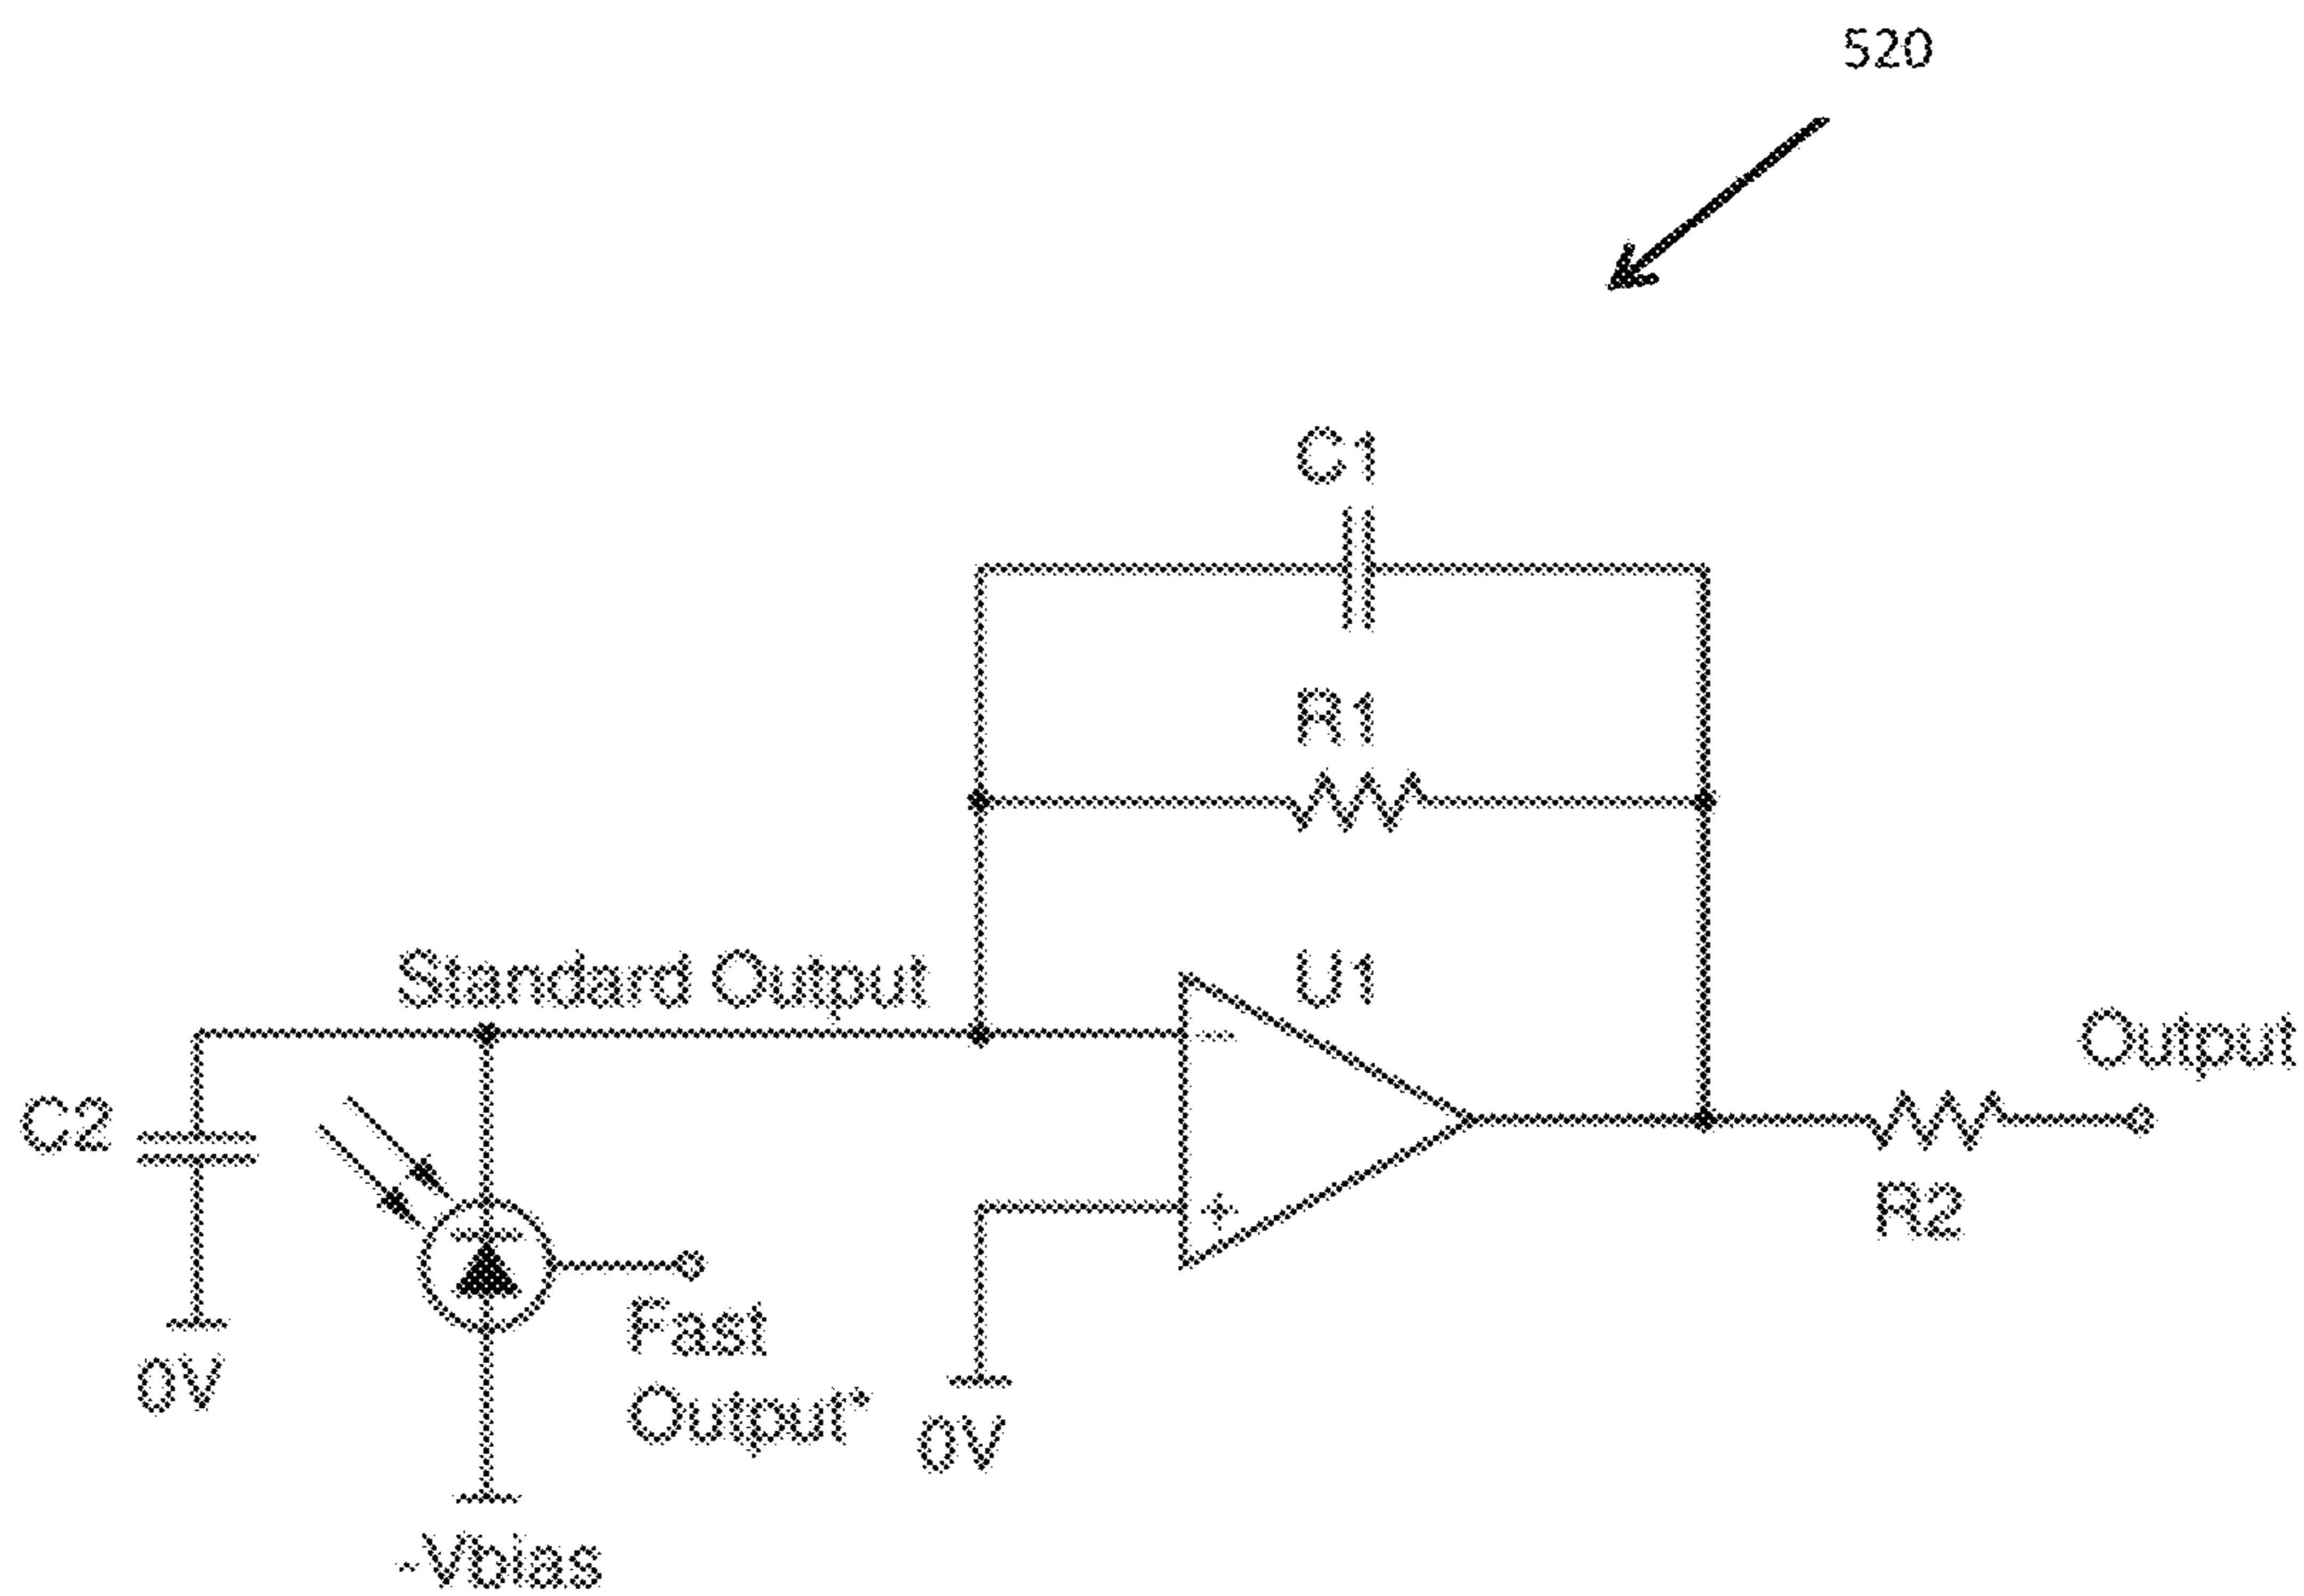 520
C1
R1
Standard Output
U1
−
+
Output
C2
R2
Fast
Output*
0V
0V
-Vbias